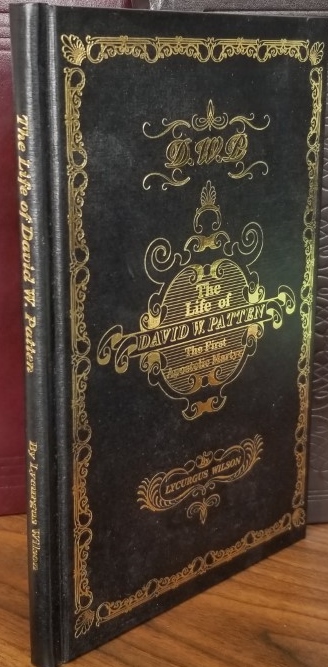 The Life of David W. Patten
By Lycurgus Wilson
D.W.P
The
Life of
DAVID W. PATTEN
The First
Apostolic Martyr
by
LYCURGUS WILSON